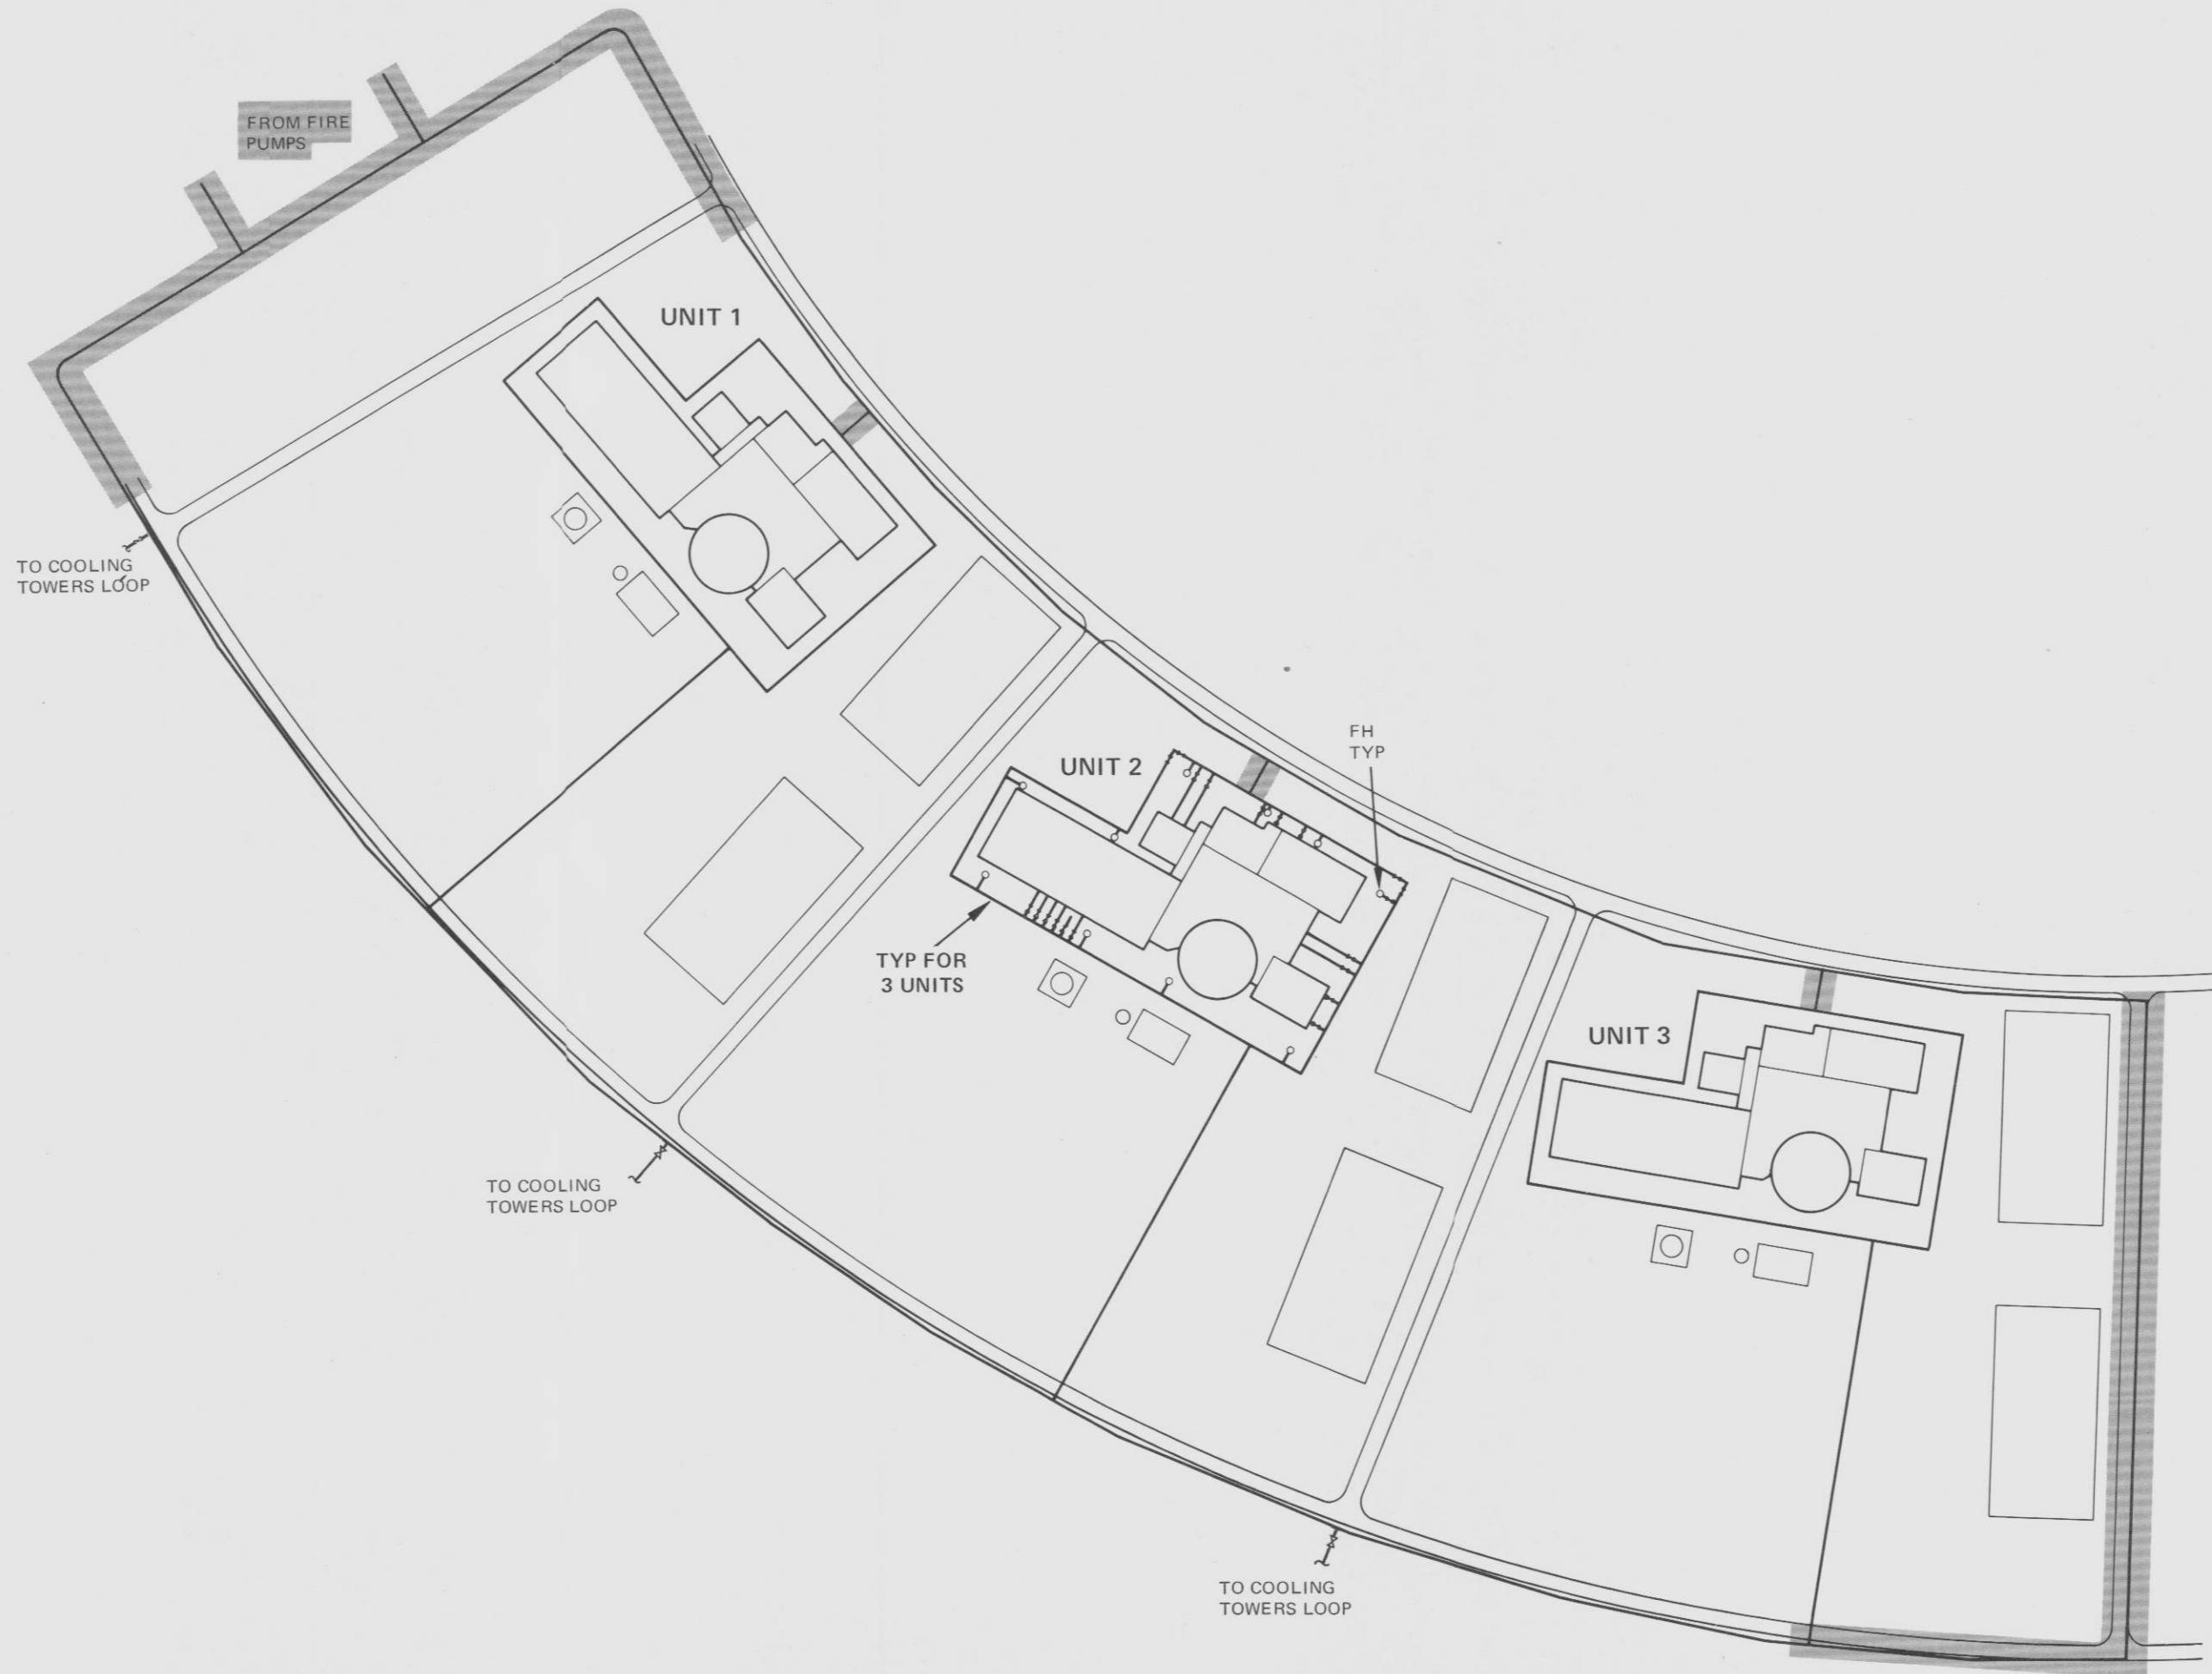 FROM FIRE
PUMPS
UNIT 1
TO COOLING
TOWERS LOOP
FH
TYP
UNIT 2
TYP FOR
3 UNITS
UNIT 3
TO COOLING
TOWERS LOOP
TO COOLING
TOWERS LOOP